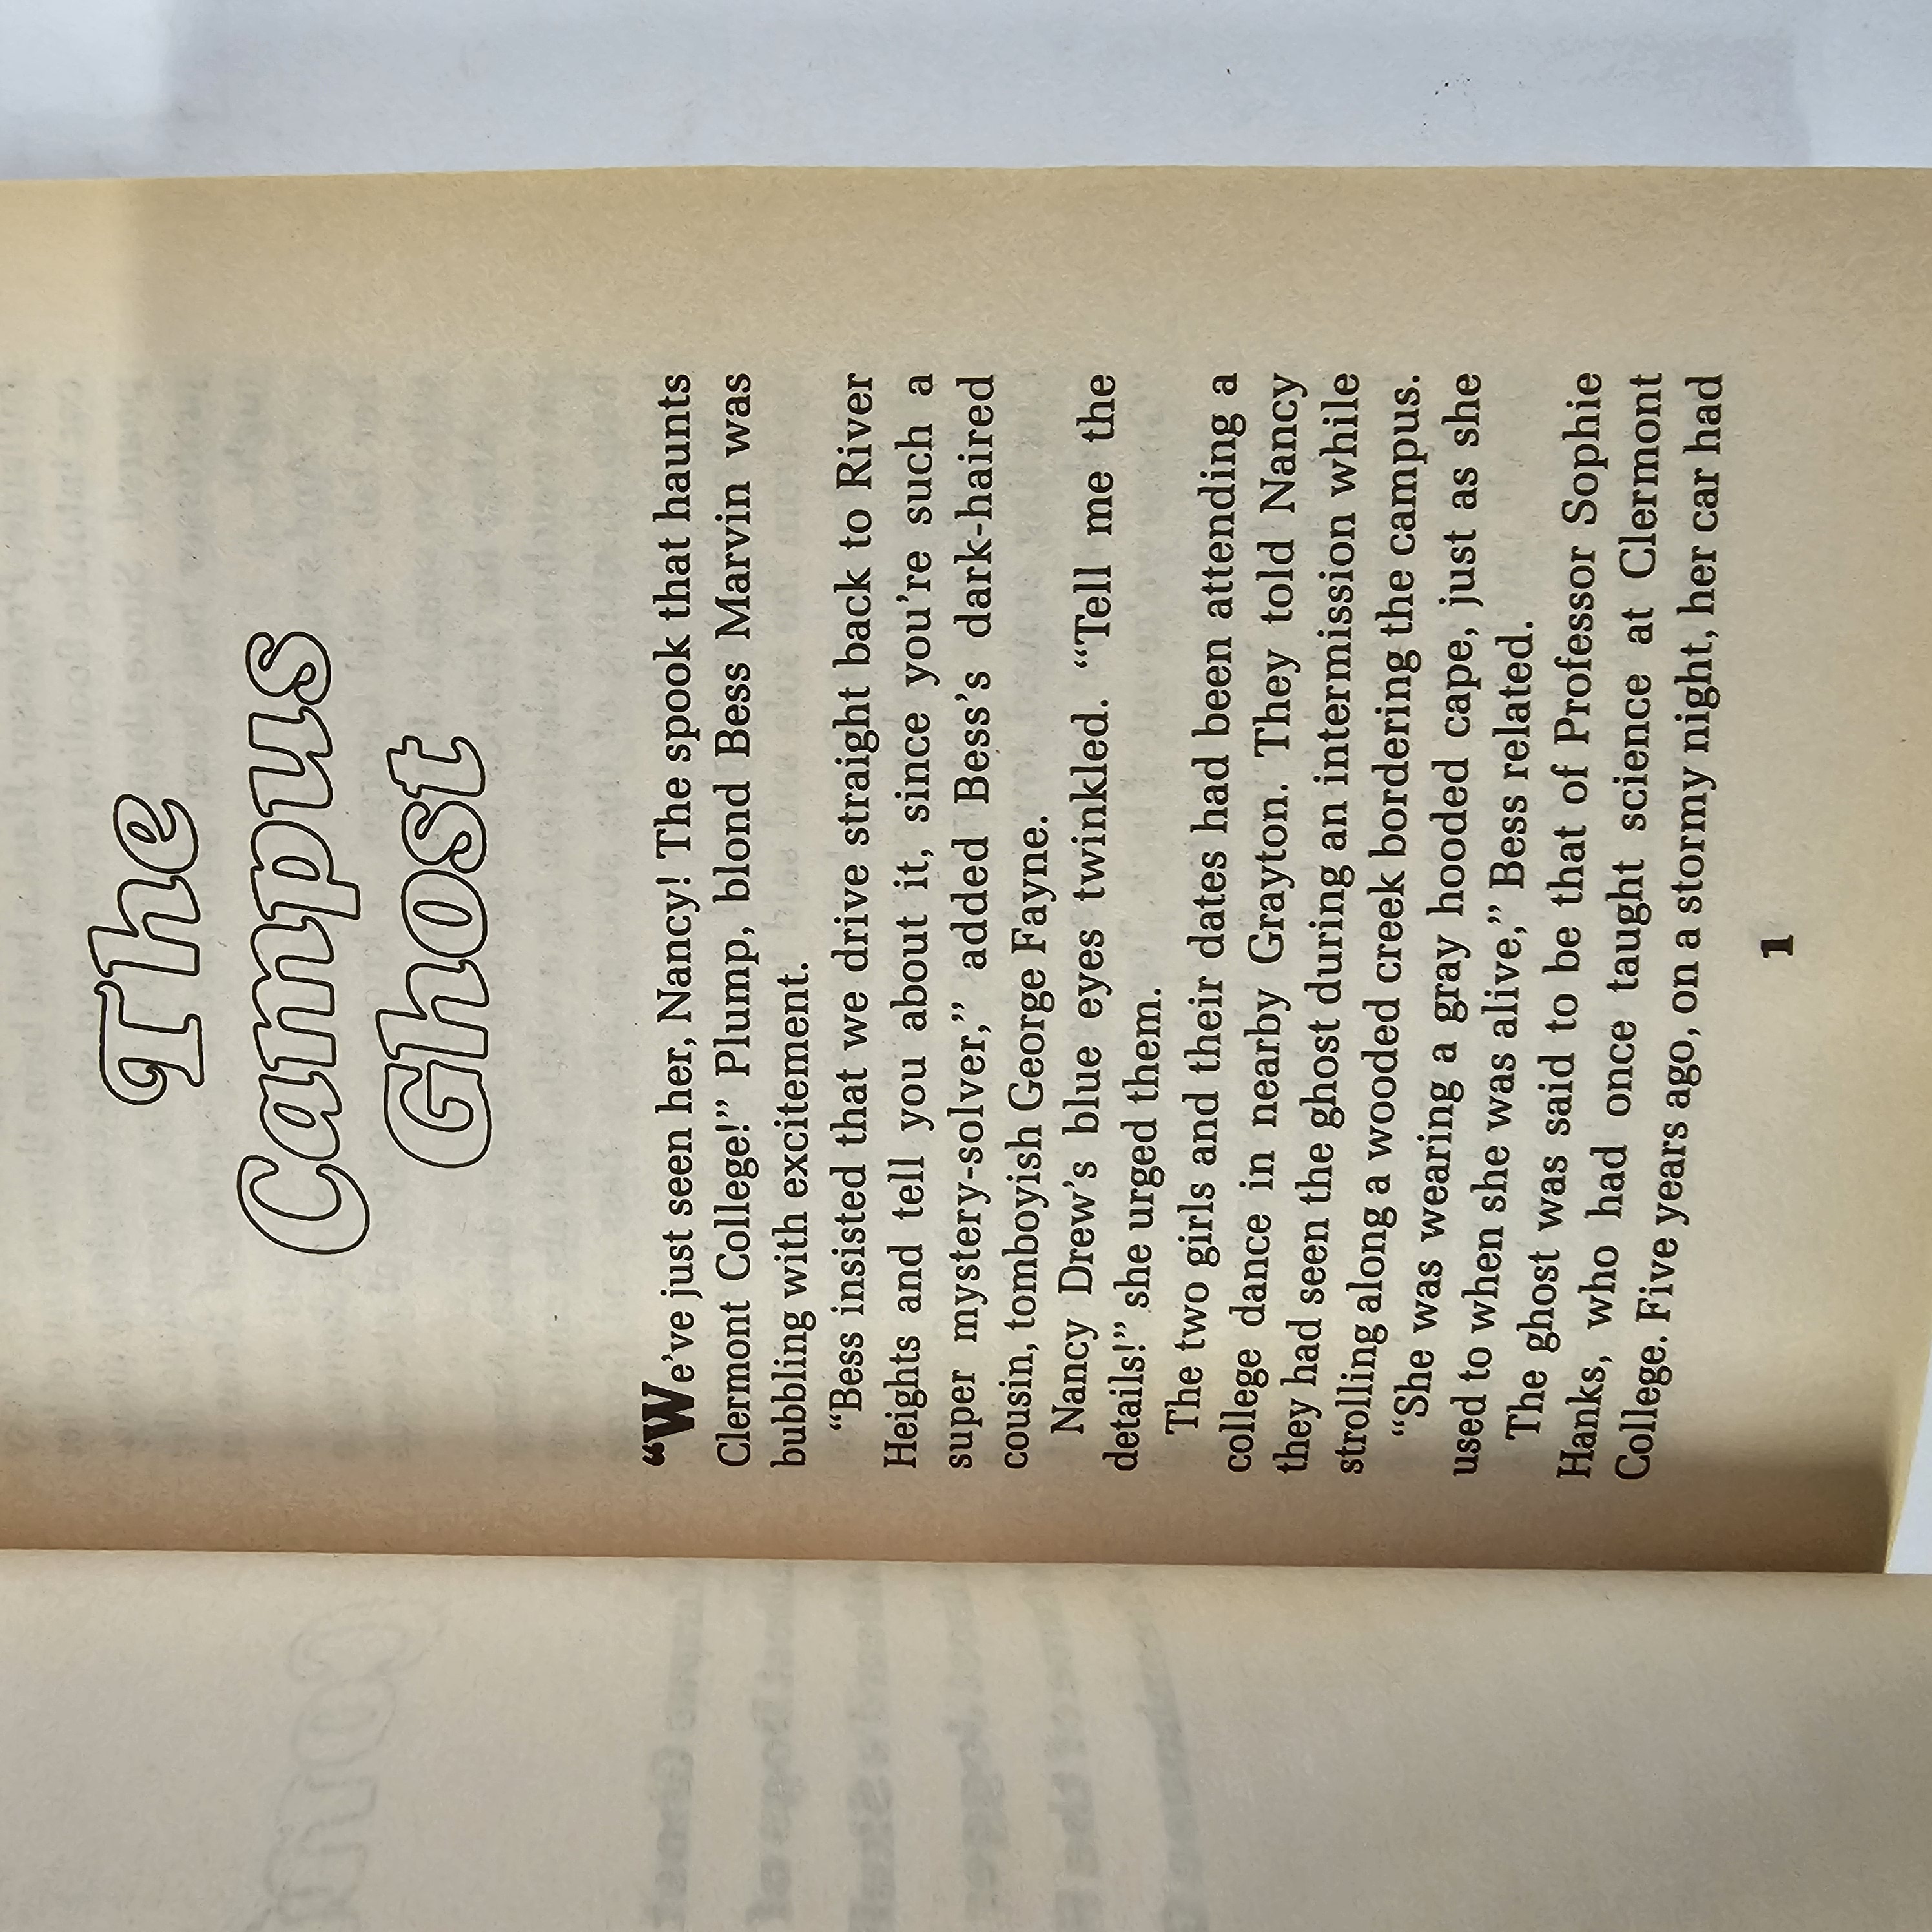 The
Campus
Ghost
“We’ve just seen her, Nancy! The spook that haunts
Clermont College!” Plump, blond Bess Marvin was
bubbling with excitement.
“Bess insisted that we drive straight back to River
Heights and tell you about it, since you’re such a
super mystery-solver,” added Bess’s dark-haired
cousin, tomboyish George Fayne.
Nancy Drew’s blue eyes twinkled. “Tell me the
details!” she urged them.
The two girls and their dates had been attending a
college dance in nearby Grayton. They told Nancy
they had seen the ghost during an intermission while
strolling along a wooded creek bordering the campus.
“She was wearing a gray hooded cape, just as she
used to when she was alive,” Bess related.
The ghost was said to be that of Professor Sophie
Hanks, who had once taught science at Clermont
College. Five years ago, on a stormy night, her car had
1